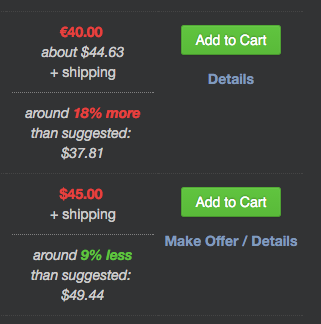 €40.00
about $44.63
+ shipping
around 18% more
than suggested:
$37.81
Add to Cart
Details
$45.00
+ shipping
around 9% less
than suggested:
$49.44
Add to Cart
Make Offer / Details